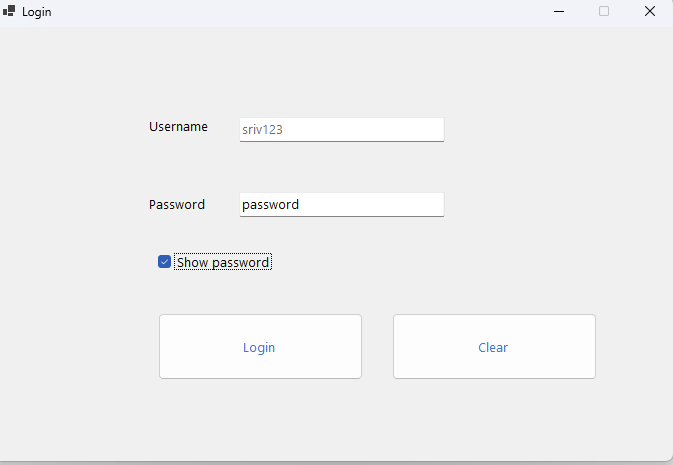 Login
Username
sriv123
Password
password
Show password
Login
Clear